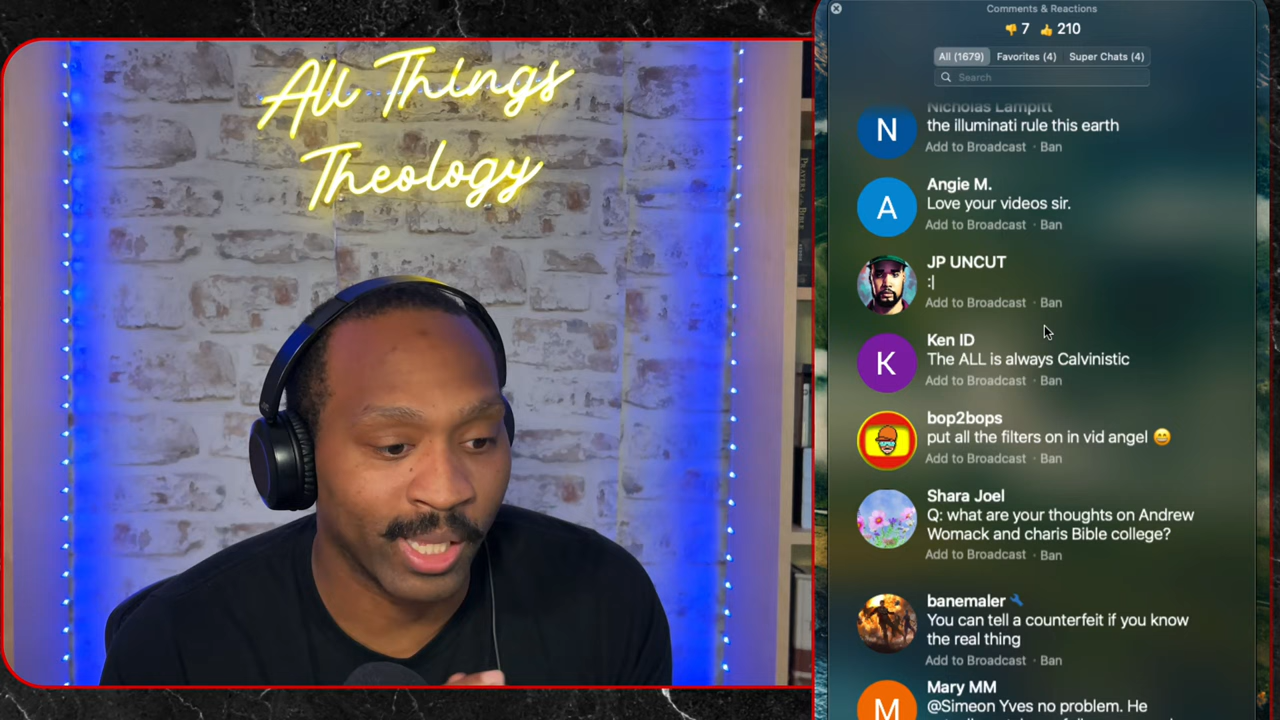 All Things
Theology
Comments & Reactions
👎 7 👍 210
All (1679) Favorites (4) Super Chats (4)
Search
Nicholas Lampitt
the illuminati rule this earth
Add to Broadcast · Ban
A
Angie M.
Love your videos sir.
Add to Broadcast · Ban
JP UNCUT
:|
Add to Broadcast · Ban
K
Ken ID
The ALL is always Calvinistic
Add to Broadcast · Ban
bop2bops
put all the filters on in vid angel 😄
Add to Broadcast · Ban
Shara Joel
Q: what are your thoughts on Andrew
Womack and charis Bible college?
Add to Broadcast · Ban
banemaler
You can tell a counterfeit if you know
the real thing
Add to Broadcast · Ban
M
Mary MM
@Simeon Yves no problem. He
N